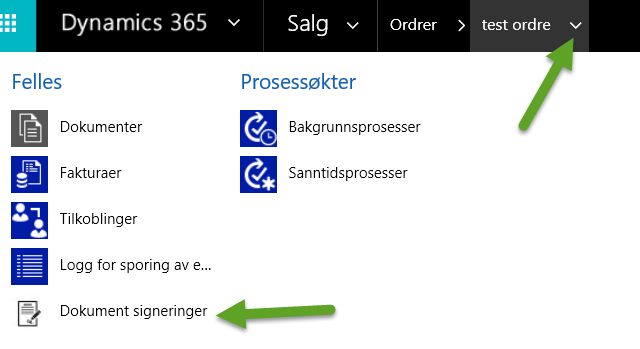 Dynamics 365
Salg
Ordrer
test ordre
Felles
Prosessøkter
Dokumenter
Bakgrunnsprosesser
Fakturaer
Sanntidsprosesser
Tilkoblinger
Logg for sporing av e...
Dokument signeringer